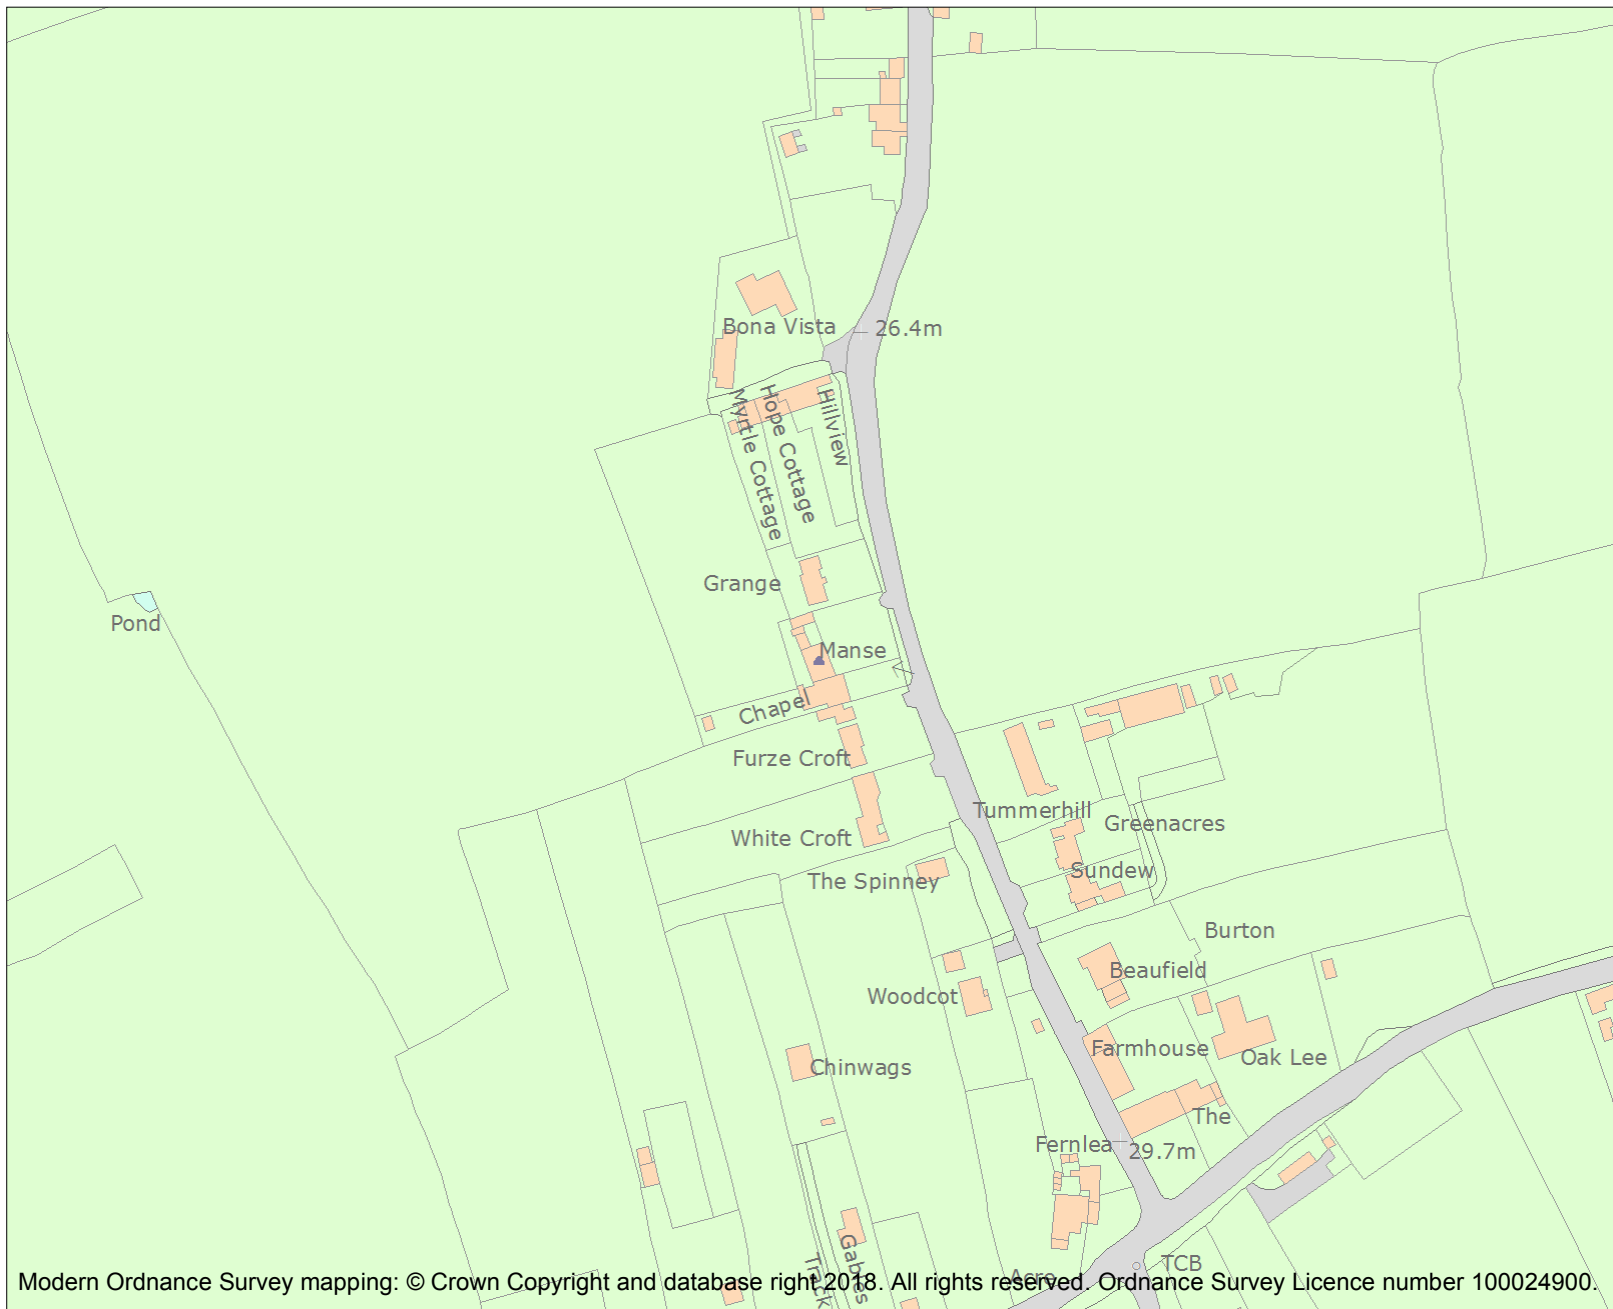 Bona Vista
26.4m
Myrtle Cottage
Hope Cottage
Hillview
Grange
Pond
Manse
Chapel
Furze Croft
Tummerhill
Greenacres
White Croft
Sundew
The Spinney
Burton
Beaufield
Woodcot
Farmhouse
Oak Lee
Chinwags
The
Fernlea
29.7m
Gables
Track
TCB
Acre
Modern Ordnance Survey mapping: © Crown Copyright and database right 2018. All rights reserved. Ordnance Survey Licence number 100024900.